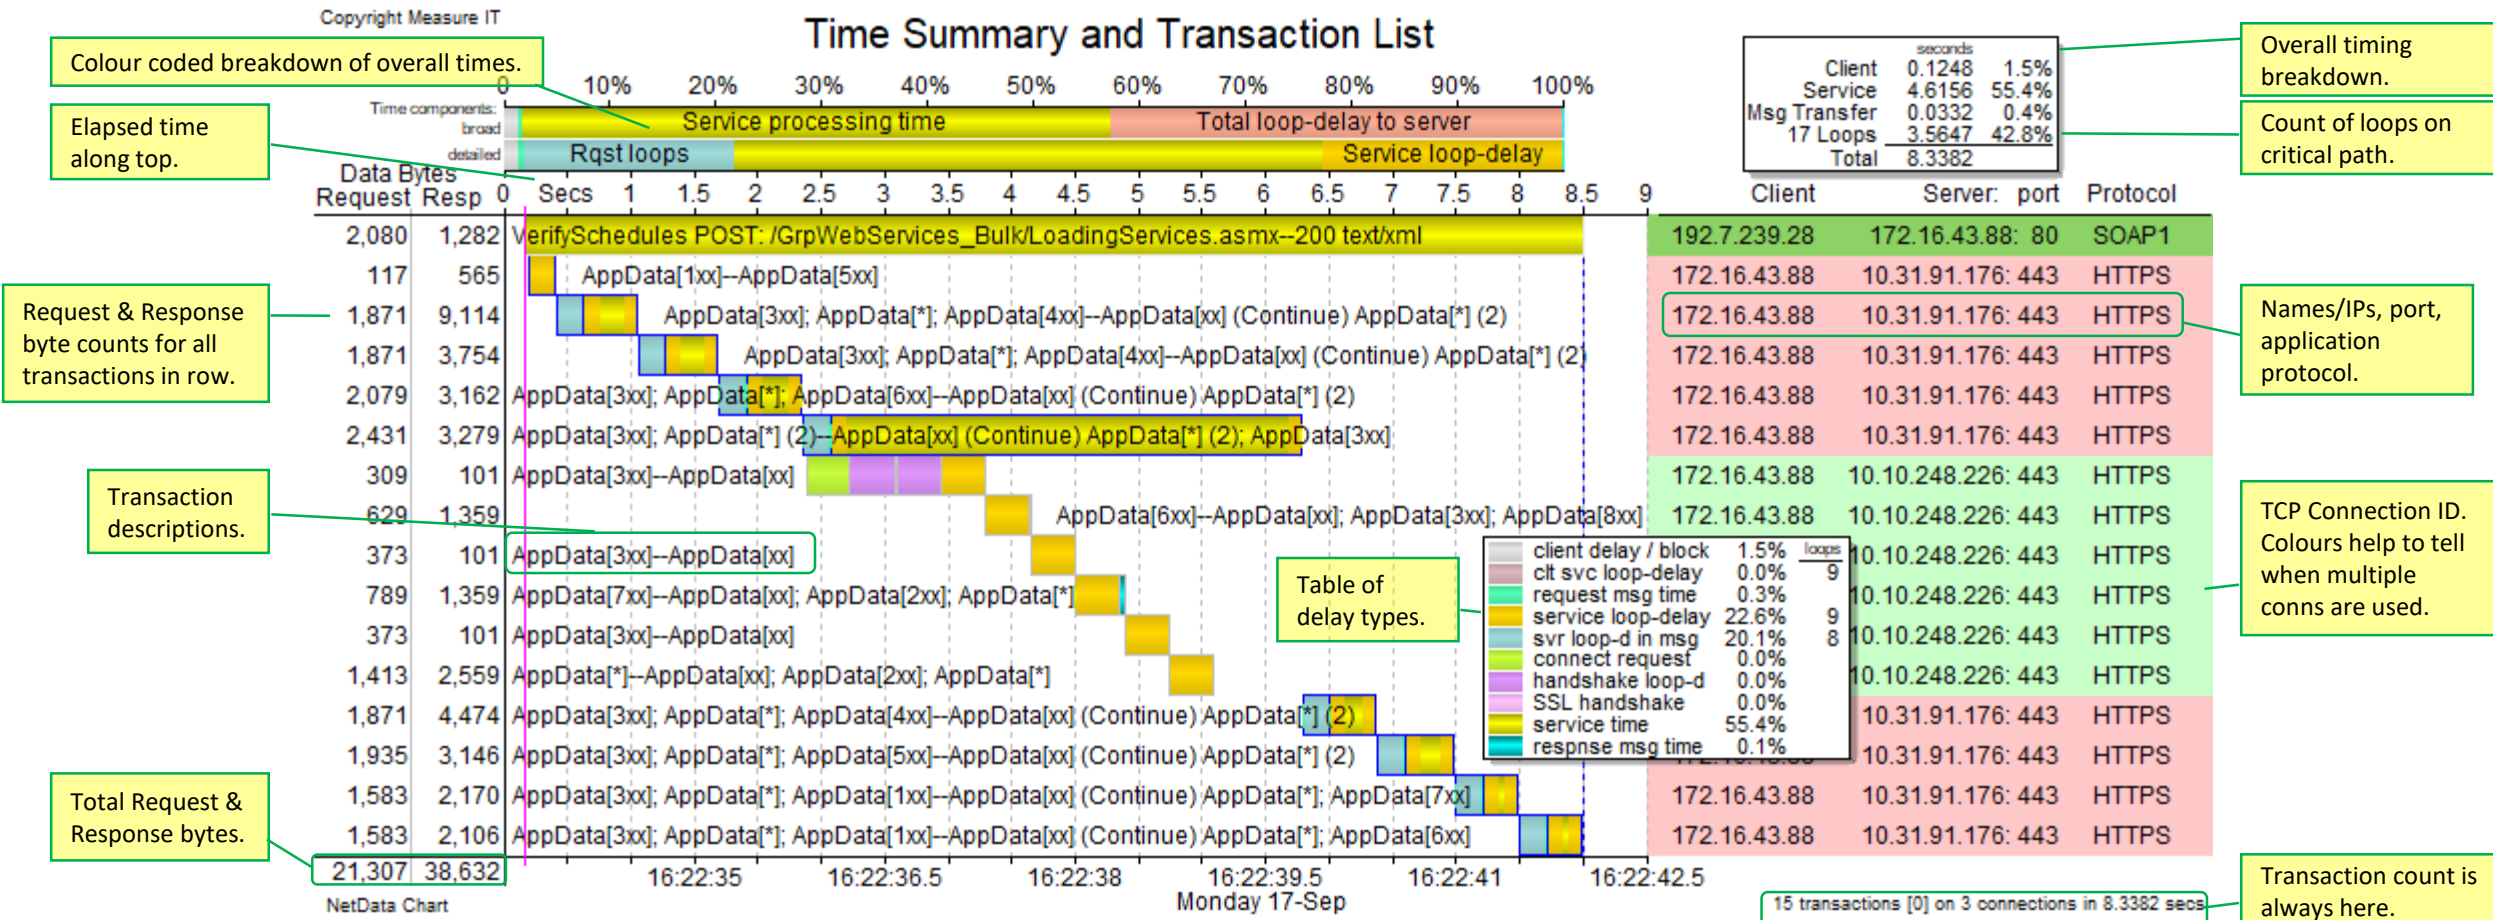 Copyright Measure IT
Time Summary and Transaction List
Colour coded breakdown of overall times.
0 10% 20% 30% 40% 50% 60% 70% 80% 90% 100%
Time components:
broad
Service processing time Total loop-delay to server
detailed
Rqst loops Service loop-delay
seconds
Client 0.1248 1.5%
Service 4.6156 55.4%
Msg Transfer 0.0332 0.4%
17 Loops 3.5647 42.8%
Total 8.3382
Overall timing
breakdown.
Count of loops on
critical path.
Elapsed time
along top.
Data Bytes
Request Resp 0 Secs 1 1.5 2 2.5 3 3.5 4 4.5 5 5.5 6 6.5 7 7.5 8 8.5 9 Client Server: port Protocol
2,080 1,282 VerifySchedules POST: /GrpWebServices_Bulk/LoadingServices.asmx--200 text/xml 192.7.239.28 172.16.43.88: 80 SOAP1
117 565 AppData[1xx]--AppData[5xx] 172.16.43.88 10.31.91.176: 443 HTTPS
1,871 9,114 AppData[3xx]; AppData[*]; AppData[4xx]--AppData[xx] (Continue) AppData[*] (2) 172.16.43.88 10.31.91.176: 443 HTTPS
1,871 3,754 AppData[3xx]; AppData[*]; AppData[4xx]--AppData[xx] (Continue) AppData[*] (2) 172.16.43.88 10.31.91.176: 443 HTTPS
2,079 3,162 AppData[3xx]; AppData[*]; AppData[6xx]--AppData[xx] (Continue) AppData[*] (2) 172.16.43.88 10.31.91.176: 443 HTTPS
2,431 3,279 AppData[3xx]; AppData[*] (2)--AppData[xx] (Continue) AppData[*] (2); AppData[3xx] 172.16.43.88 10.31.91.176: 443 HTTPS
309 101 AppData[3xx]--AppData[xx] 172.16.43.88 10.10.248.226: 443 HTTPS
629 1,359 AppData[6xx]--AppData[xx]; AppData[3xx]; AppData[8xx] 172.16.43.88 10.10.248.226: 443 HTTPS
373 101 AppData[3xx]--AppData[xx] 10.10.248.226: 443 HTTPS
789 1,359 AppData[7xx]--AppData[xx]; AppData[2xx]; AppData[*] 10.10.248.226: 443 HTTPS
373 101 AppData[3xx]--AppData[xx] 10.10.248.226: 443 HTTPS
1,413 2,559 AppData[*]--AppData[xx]; AppData[2xx]; AppData[*] 10.10.248.226: 443 HTTPS
1,871 4,474 AppData[3xx]; AppData[*]; AppData[4xx]--AppData[xx] (Continue) AppData[*] (2) 10.31.91.176: 443 HTTPS
1,935 3,146 AppData[3xx]; AppData[*]; AppData[5xx]--AppData[xx] (Continue) AppData[*] (2) 10.31.91.176: 443 HTTPS
1,583 2,170 AppData[3xx]; AppData[*]; AppData[1xx]--AppData[xx] (Continue) AppData[*]; AppData[7xx] 172.16.43.88 10.31.91.176: 443 HTTPS
1,583 2,106 AppData[3xx]; AppData[*]; AppData[1xx]--AppData[xx] (Continue) AppData[*]; AppData[6xx] 172.16.43.88 10.31.91.176: 443 HTTPS
21,307 38,632 16:22:35 16:22:36.5 16:22:38 16:22:39.5 16:22:41 16:22:42.5
NetData Chart
Monday 17-Sep
15 transactions [0] on 3 connections in 8.3382 secs
Request & Response
byte counts for all
transactions in row.
Names/IPs, port,
application
protocol.
Transaction
descriptions.
Table of
delay types.
loops
client delay / block 1.5%
clt svc loop-delay 0.0% 9
request msg time 0.3%
service loop-delay 22.6% 9
svr loop-d in msg 20.1% 8
connect request 0.0%
handshake loop-d 0.0%
SSL handshake 0.0%
service time 55.4%
respnse msg time 0.1%
TCP Connection ID.
Colours help to tell
when multiple
conns are used.
Total Request &
Response bytes.
Transaction count is
always here.